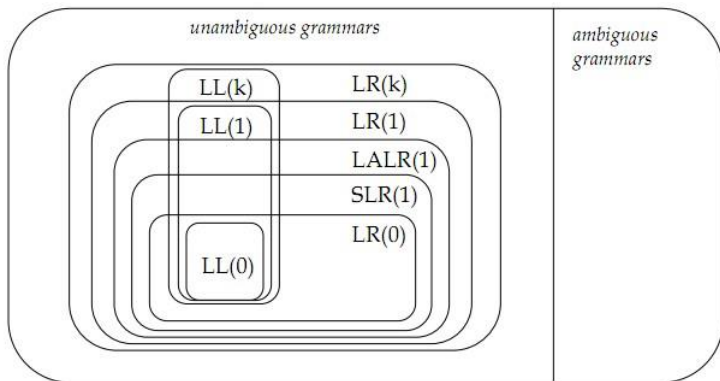 unambiguous grammars
ambiguous
grammars
LL(k)
LR(k)
LL(1)
LR(1)
LALR(1)
SLR(1)
LR(0)
LL(0)